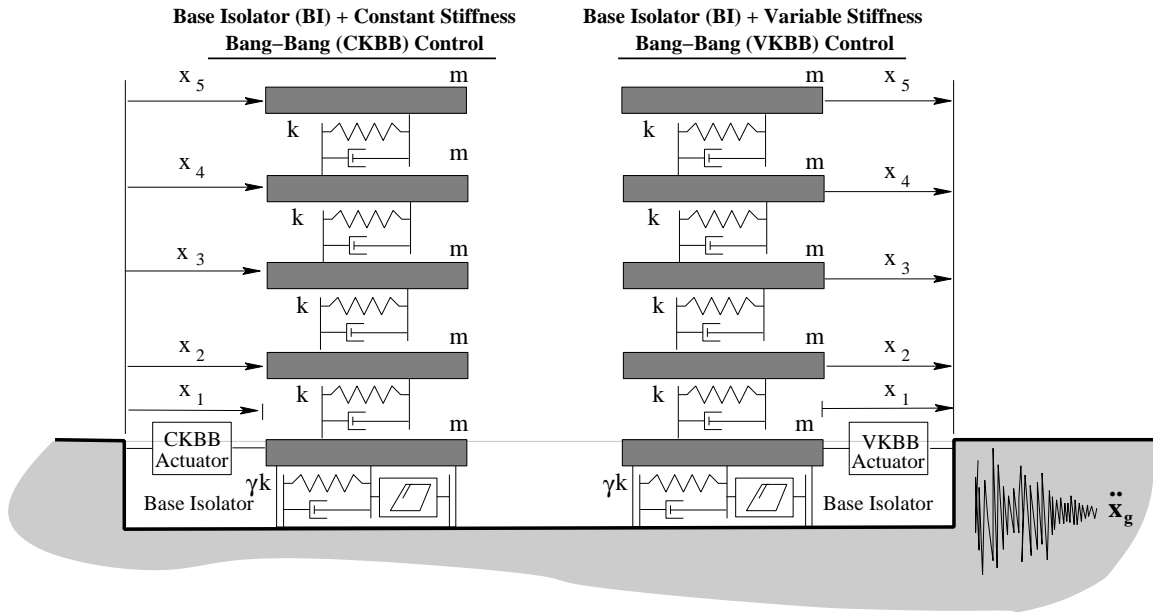 Base Isolator (BI) + Constant Stiffness
Bang–Bang (CKBB) Control
Base Isolator (BI) + Variable Stiffness
Bang–Bang (VKBB) Control
x 5
m
m
x 5
k
k
x 4
m
m
x 4
k
k
x 3
m
m
x 3
k
k
x 2
m
m
x 2
x 1
k
k
x 1
m
m
CKBB
Actuator
VKBB
Actuator
γk
Base Isolator
γk
Base Isolator
ẍ g